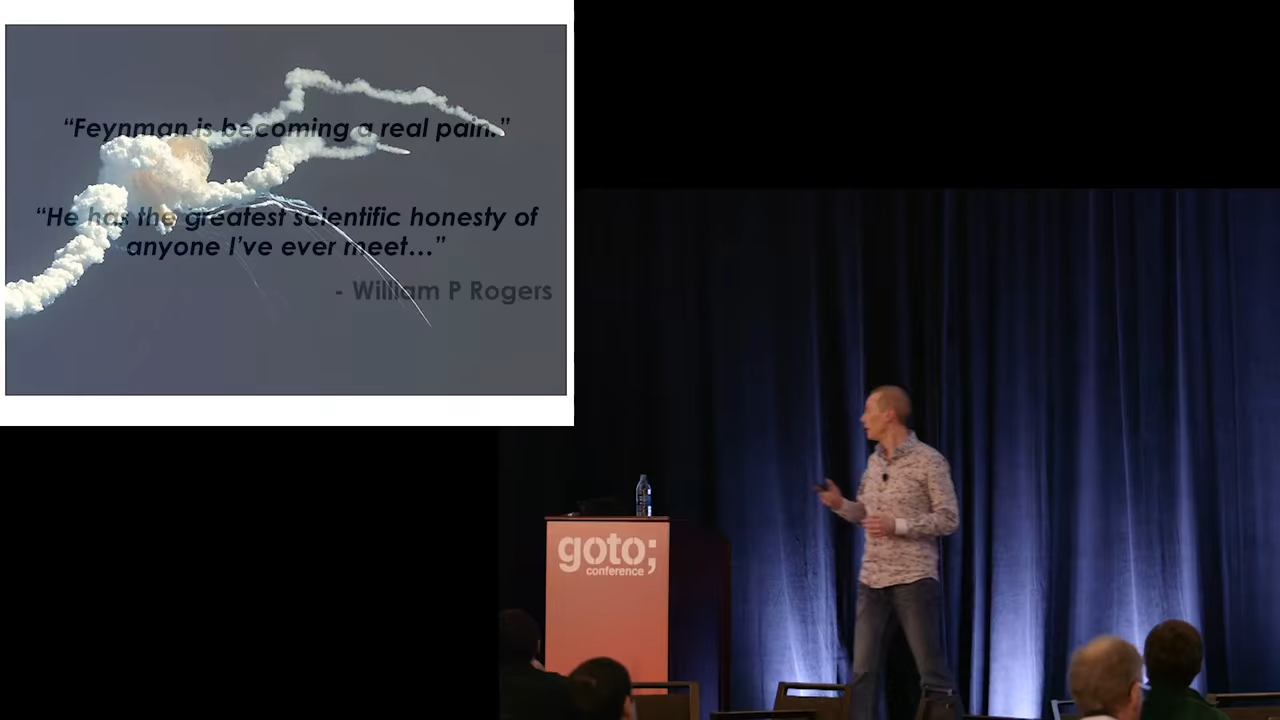 “Feynman is becoming a real pain.”
“He has the greatest scientific honesty of
anyone I’ve ever meet…”
- William P Rogers
goto;
conference